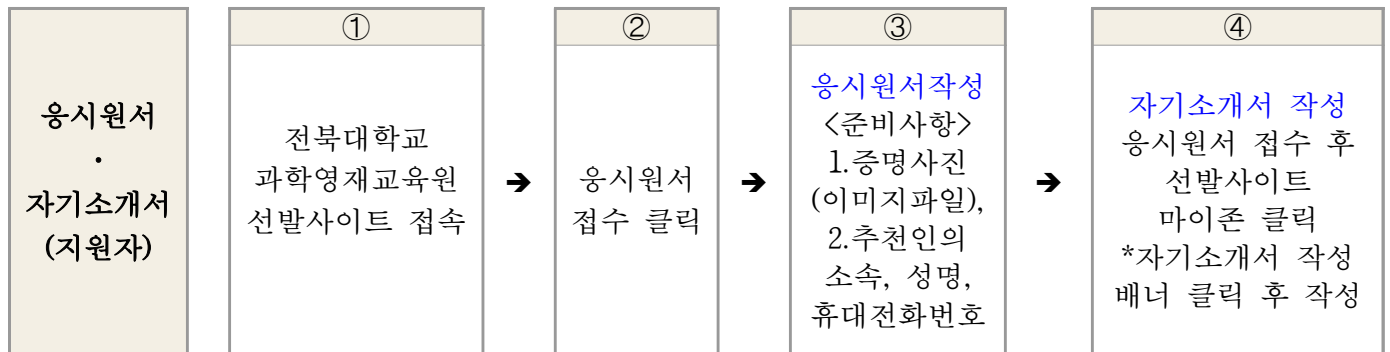 응시원서
·
자기소개서
(지원자)
①
전북대학교
과학영재교육원
선발사이트 접속
➔
②
응시원서
접수 클릭
➔
③
응시원서작성
<준비사항>
1.증명사진
(이미지파일),
2.추천인의
소속, 성명,
휴대전화번호
➔
④
자기소개서 작성
응시원서 접수 후
선발사이트
마이존 클릭
*자기소개서 작성
배너 클릭 후 작성